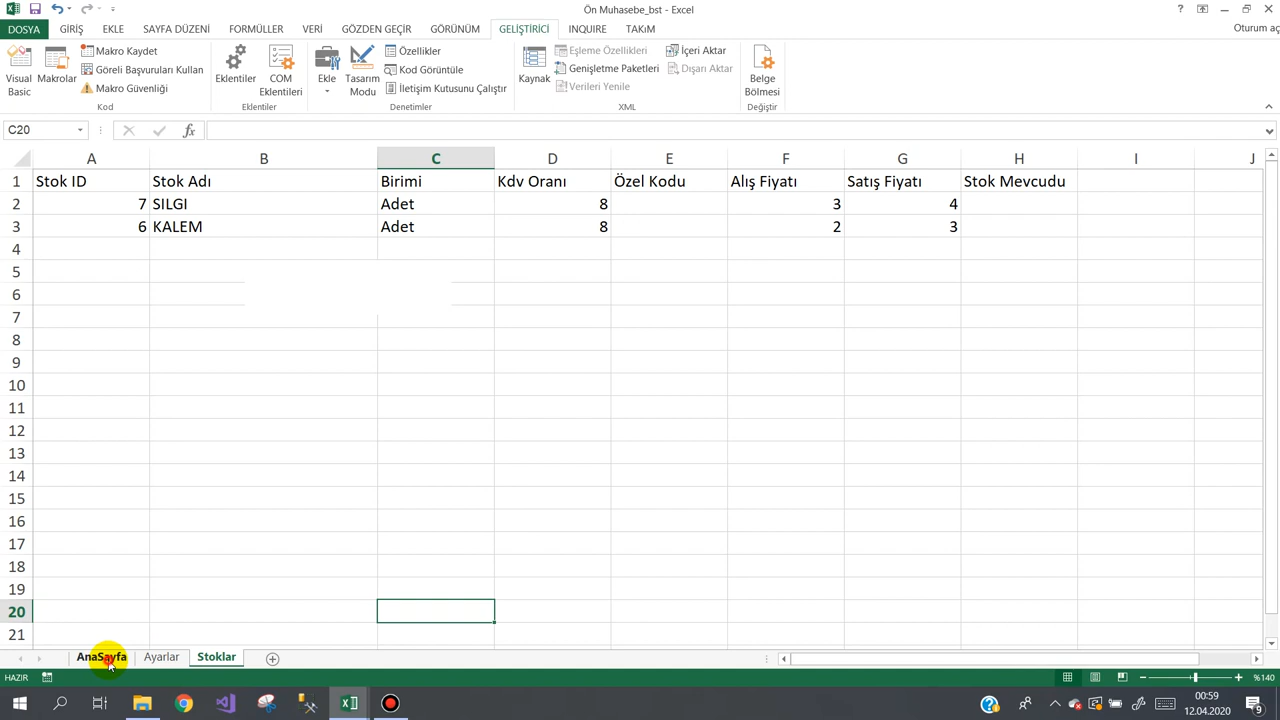 Ön Muhasebe_bst - Excel
Oturum aç
DOSYA GİRİŞ EKLE SAYFA DÜZENİ FORMÜLLER VERİ GÖZDEN GEÇİR GÖRÜNÜM GELİŞTİRİCİ INQUIRE TAKıM
Visual Basic
Makrolar
Makro Kaydet
Göreli Başvuruları Kullan
Makro Güvenliği
Kod
Eklentiler
COM Eklentileri
Eklentiler
Ekle
Tasarım Modu
Özellikler
Kod Görüntüle
İletişim Kutusunu Çalıştır
Denetimler
Kaynak
Eşleme Özellikleri
Genişletme Paketleri
Verileri Yenile
İçeri Aktar
Dışarı Aktar
XML
Belge Bölmesi
Değiştir
C20
fx
A B C D E F G H I J
1 Stok ID Stok Adı Birimi Kdv Oranı Özel Kodu Alış Fiyatı Satış Fiyatı Stok Mevcudu
2 7 SILGI Adet 8 3 4
3 6 KALEM Adet 8 2 3
4
5
6
7
8
9
10
11
12
13
14
15
16
17
18
19
20
21
AnaSayfa Ayarlar Stoklar
HAZIR
%140
00:59
12.04.2020
9